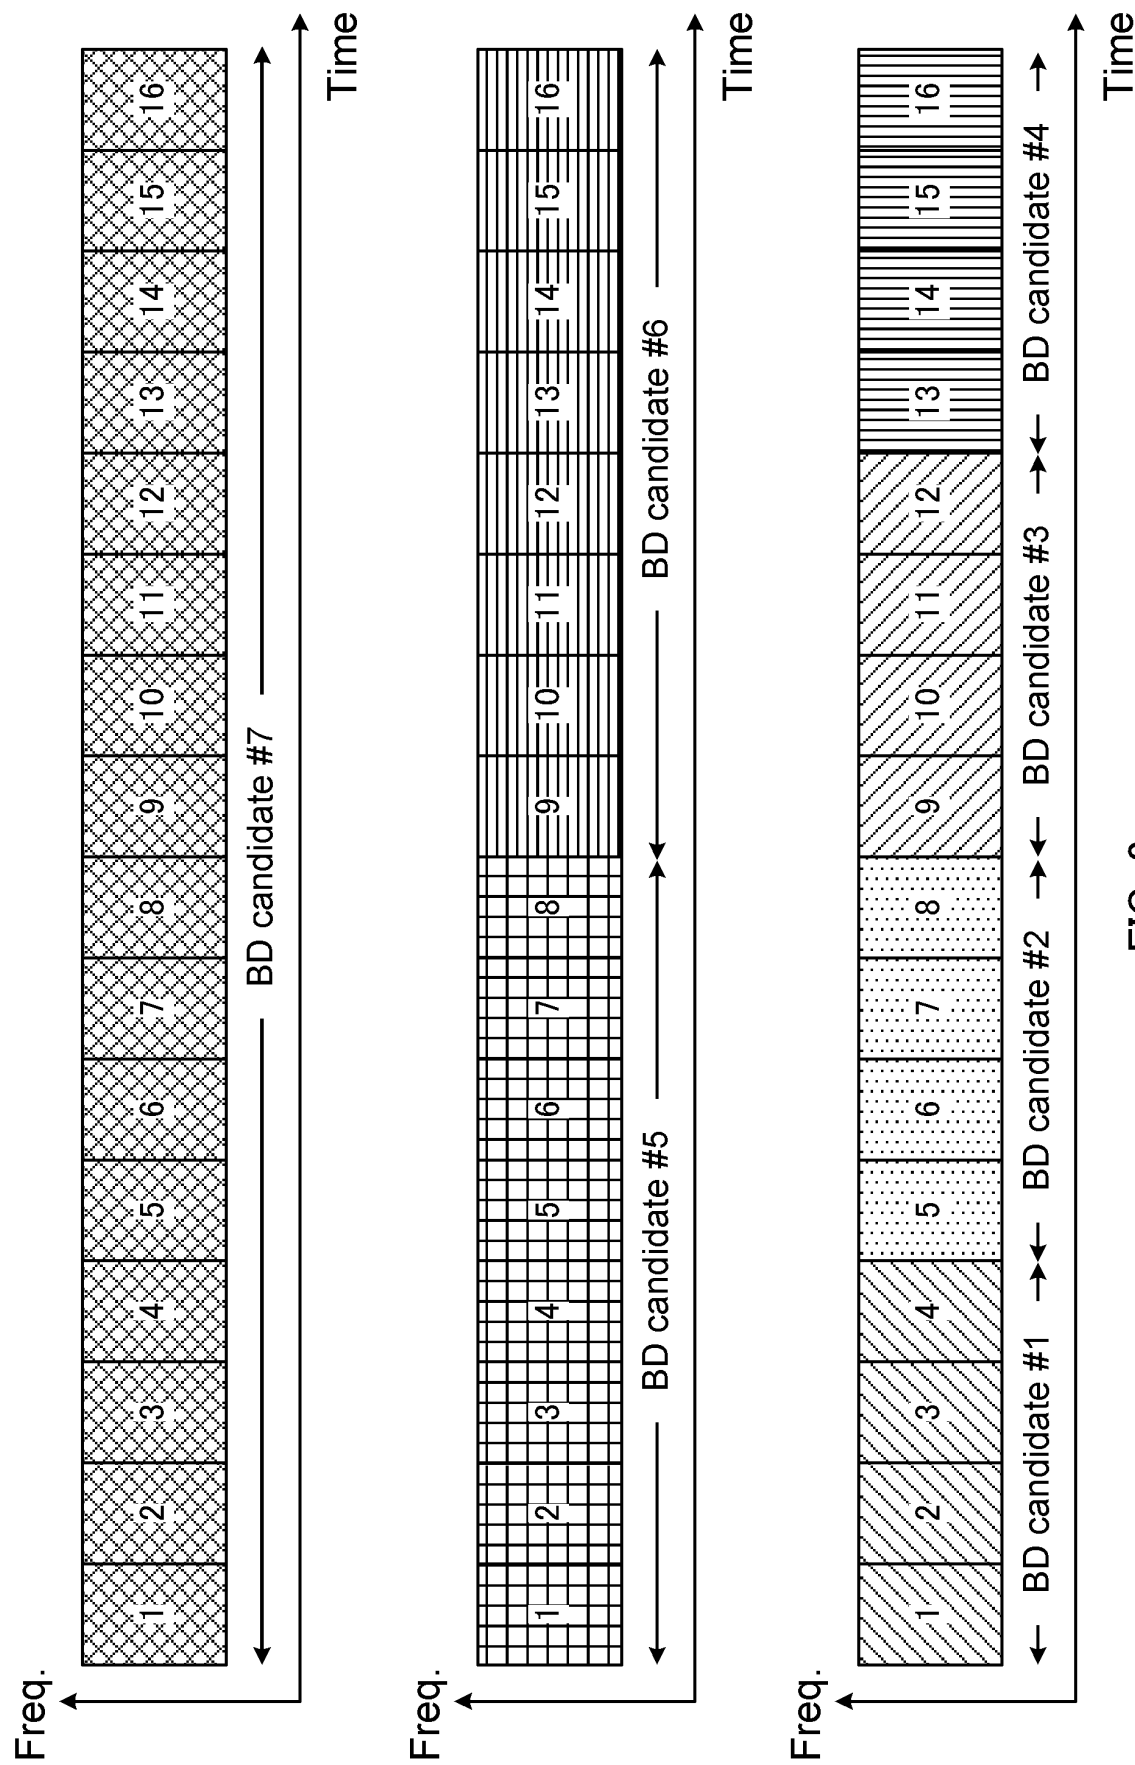 Freq.
1 2 3 4 5 6 7 8 9 10 11 12 13 14 15 16
BD candidate #7
Time
Freq.
1 2 3 4 5 6 7 8 9 10 11 12 13 14 15 16
BD candidate #5 BD candidate #6
Time
Freq.
1 2 3 4 5 6 7 8 9 10 11 12 13 14 15 16
BD candidate #1 BD candidate #2 BD candidate #3 BD candidate #4
Time